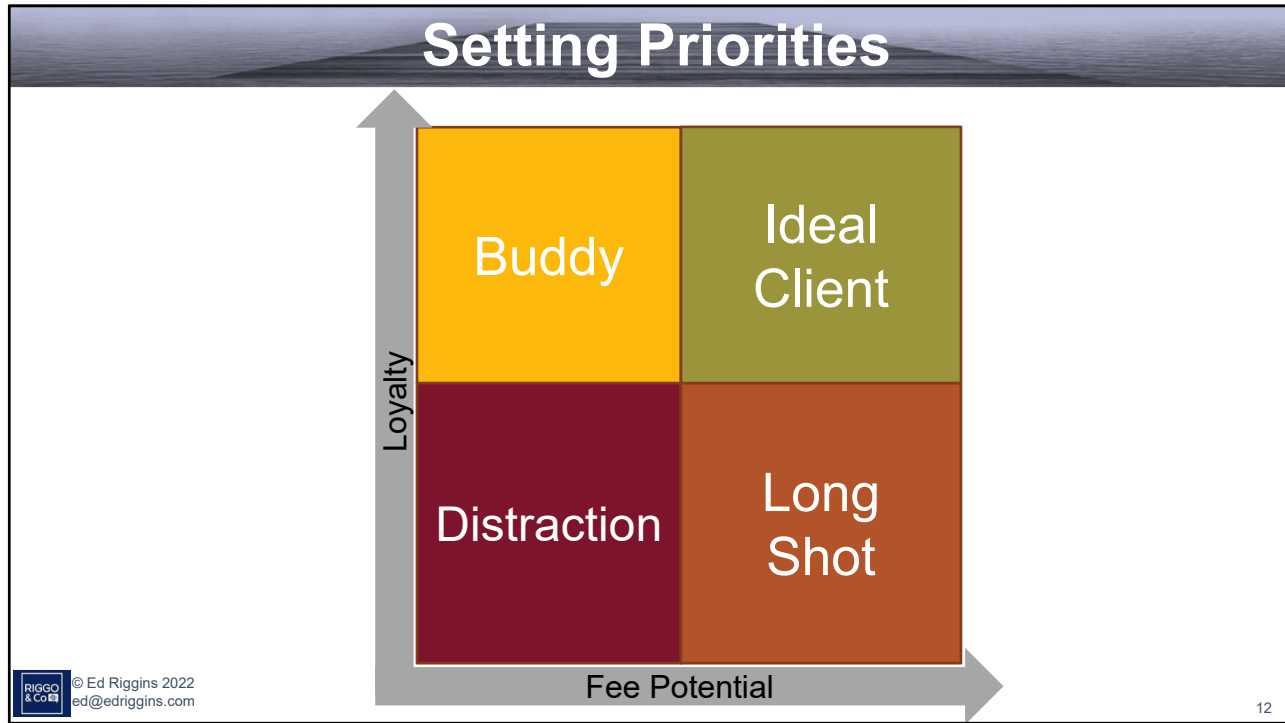 Setting Priorities
Buddy
Ideal
Client
Loyalty
Distraction
Long
Shot
Fee Potential
RIGGO
& Co
© Ed Riggins 2022
ed@edriggins.com
12